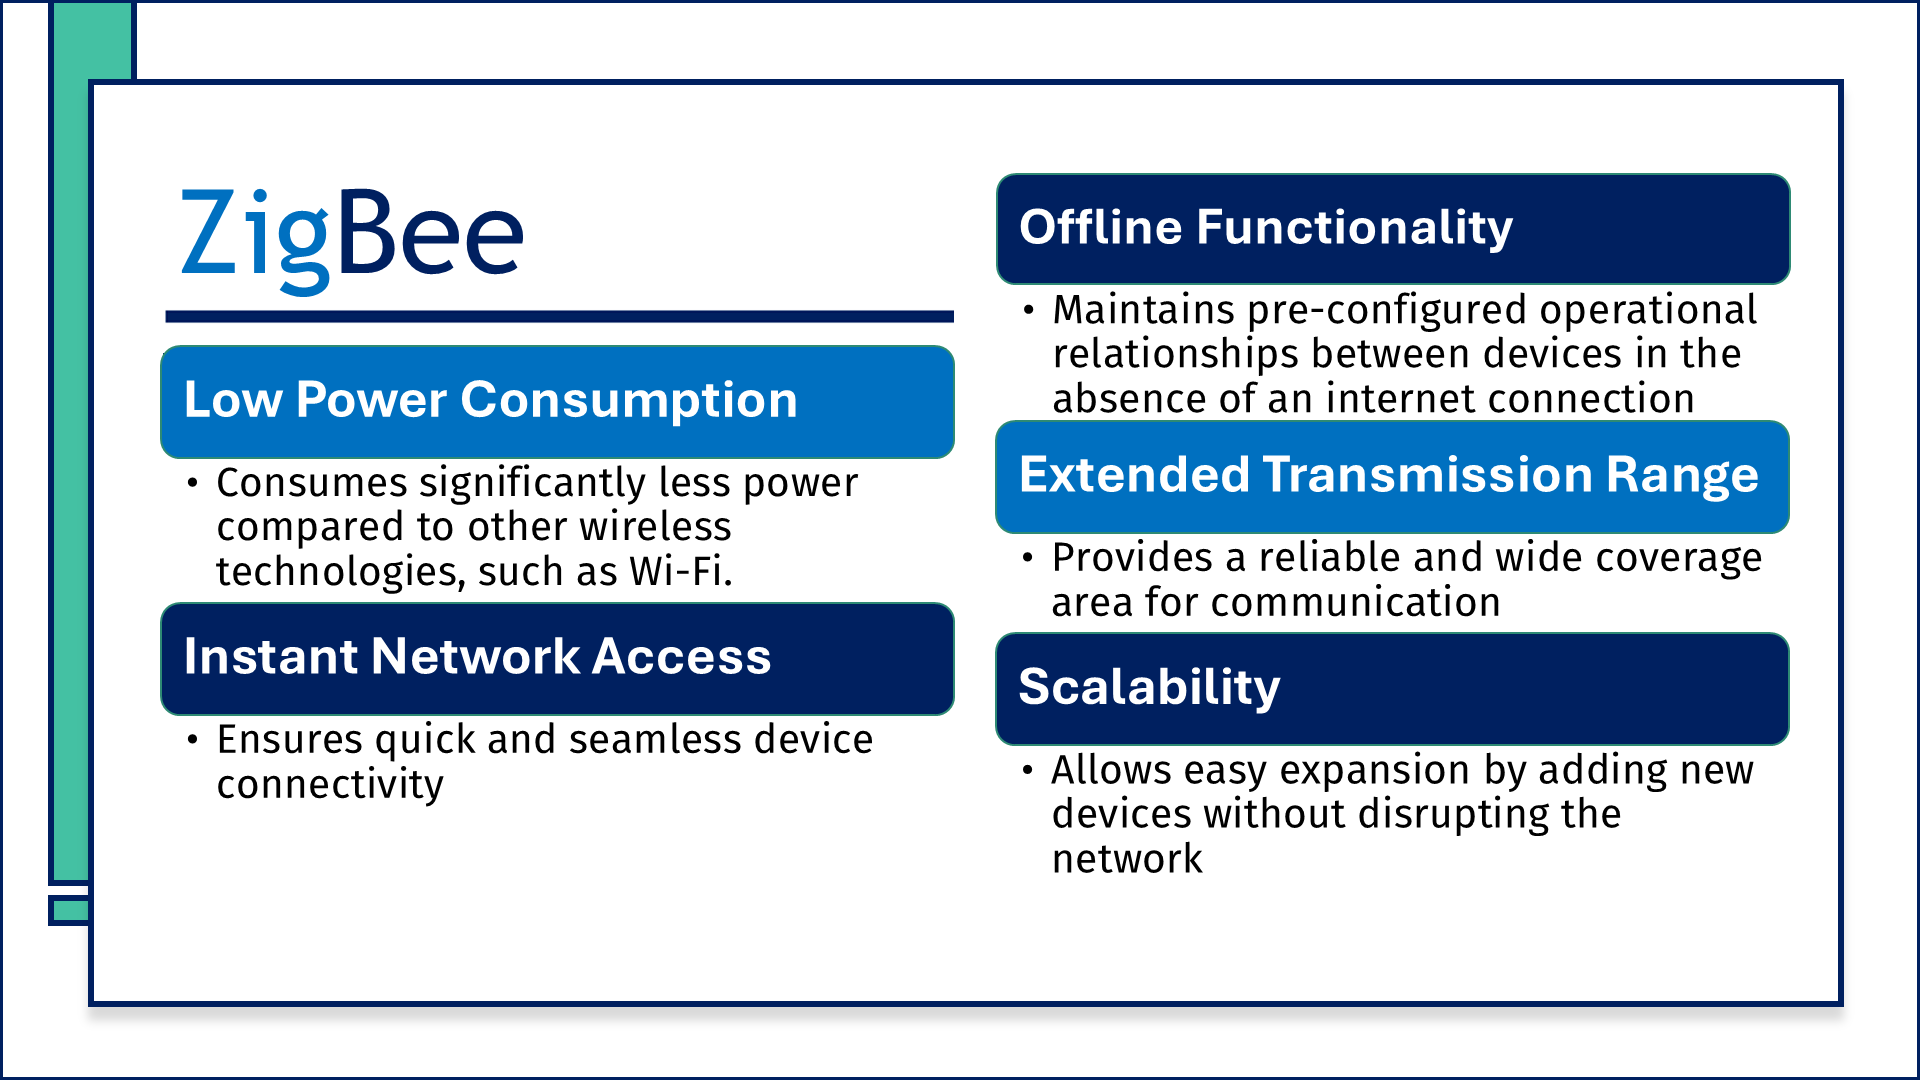 ZigBee
Low Power Consumption
• Consumes significantly less power
compared to other wireless
technologies, such as Wi-Fi.
Instant Network Access
• Ensures quick and seamless device
connectivity
Offline Functionality
• Maintains pre-configured operational
relationships between devices in the
absence of an internet connection
Extended Transmission Range
• Provides a reliable and wide coverage
area for communication
Scalability
• Allows easy expansion by adding new
devices without disrupting the
network